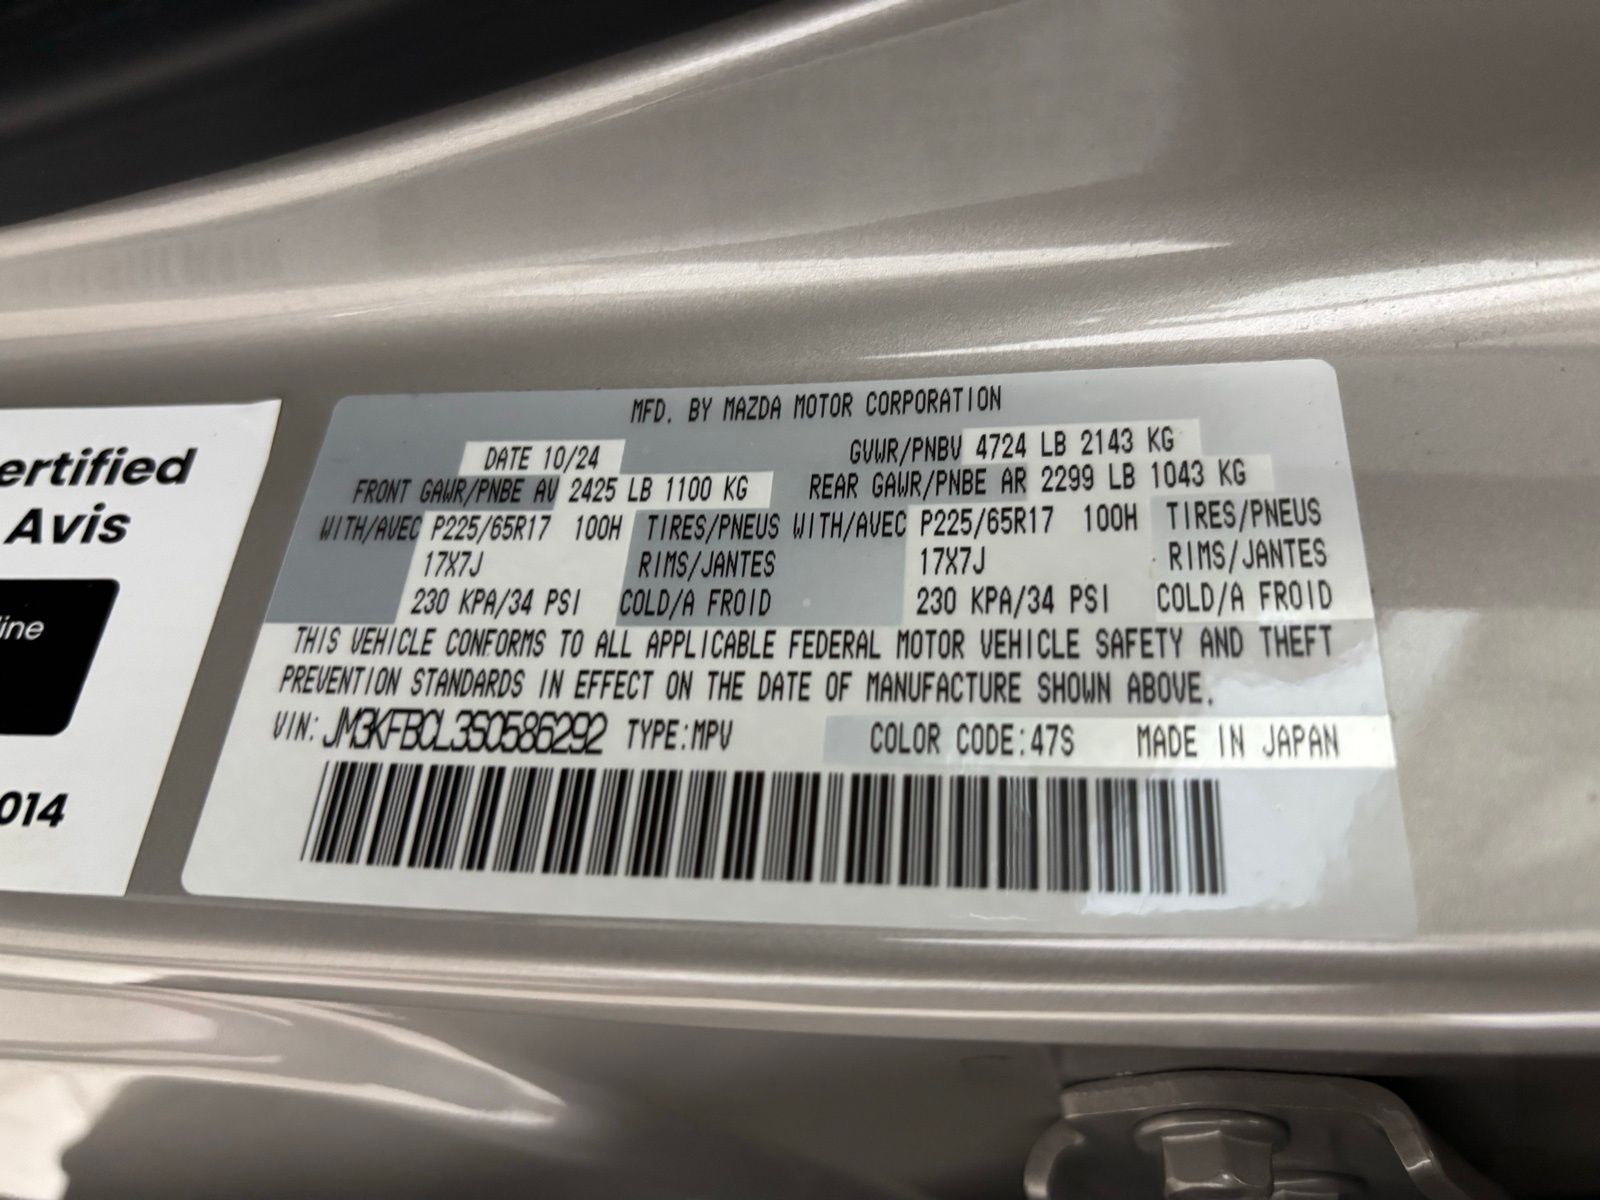 ertified
Avis
line
014
MFD. BY MAZDA MOTOR CORPORATION
DATE 10/24 GVWR/PNBV 4724 LB 2143 KG
FRONT GAWR/PNBE AV 2425 LB 1100 KG REAR GAWR/PNBE AR 2299 LB 1043 KG
WITH/AVEC P225/65R17 100H TIRES/PNEUS WITH/AVEC P225/65R17 100H TIRES/PNEUS
17X7J RIMS/JANTES 17X7J RIMS/JANTES
230 KPA/34 PSI COLD/A FROID 230 KPA/34 PSI COLD/A FROID
THIS VEHICLE CONFORMS TO ALL APPLICABLE FEDERAL MOTOR VEHICLE SAFETY AND THEFT
PREVENTION STANDARDS IN EFFECT ON THE DATE OF MANUFACTURE SHOWN ABOVE.
VIN: JM3KFBCL3S0586292 TYPE:MPV COLOR CODE:47S MADE IN JAPAN